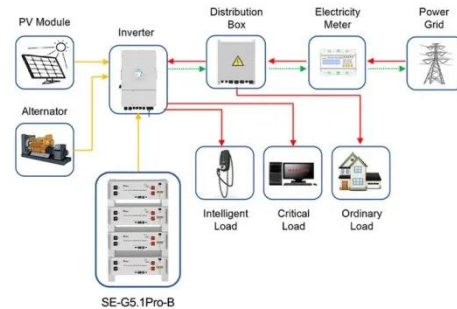 PV Module
Inverter
Distribution
Box
Electricity
Meter
Power
Grid
Alternator
Intelligent
Load
Critical
Load
Ordinary
Load
SE-G5.1Pro-B